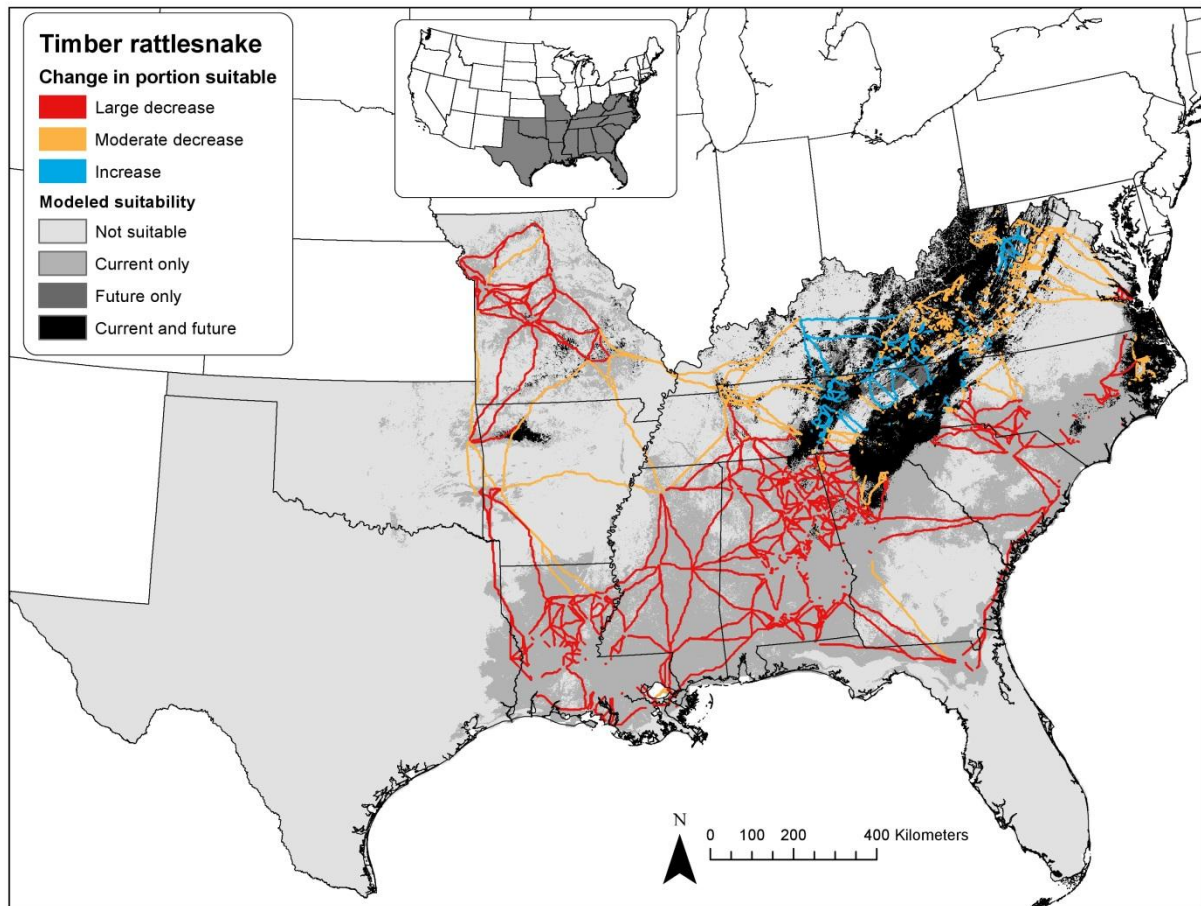 Timber rattlesnake
Change in portion suitable
Large decrease
Moderate decrease
Increase
Modeled suitability
Not suitable
Current only
Future only
Current and future
N
0 100 200 400 Kilometers